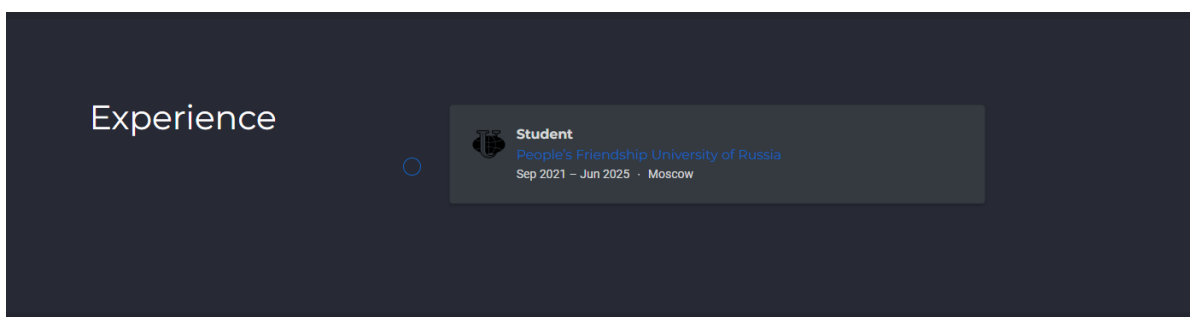 Experience
Student
People's Friendship University of Russia
Sep 2021 – Jun 2025 · Moscow